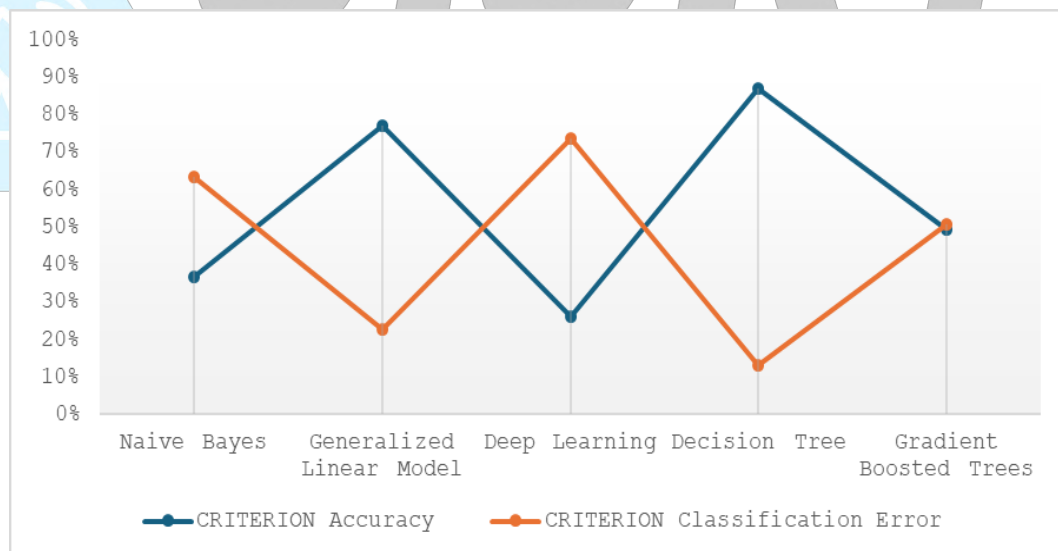 100%
90%
80%
70%
60%
50%
40%
30%
20%
10%
0%
Naive Bayes
Generalized
Linear Model
Deep Learning
Decision Tree
Gradient
Boosted Trees
CRITERION Accuracy
CRITERION Classification Error